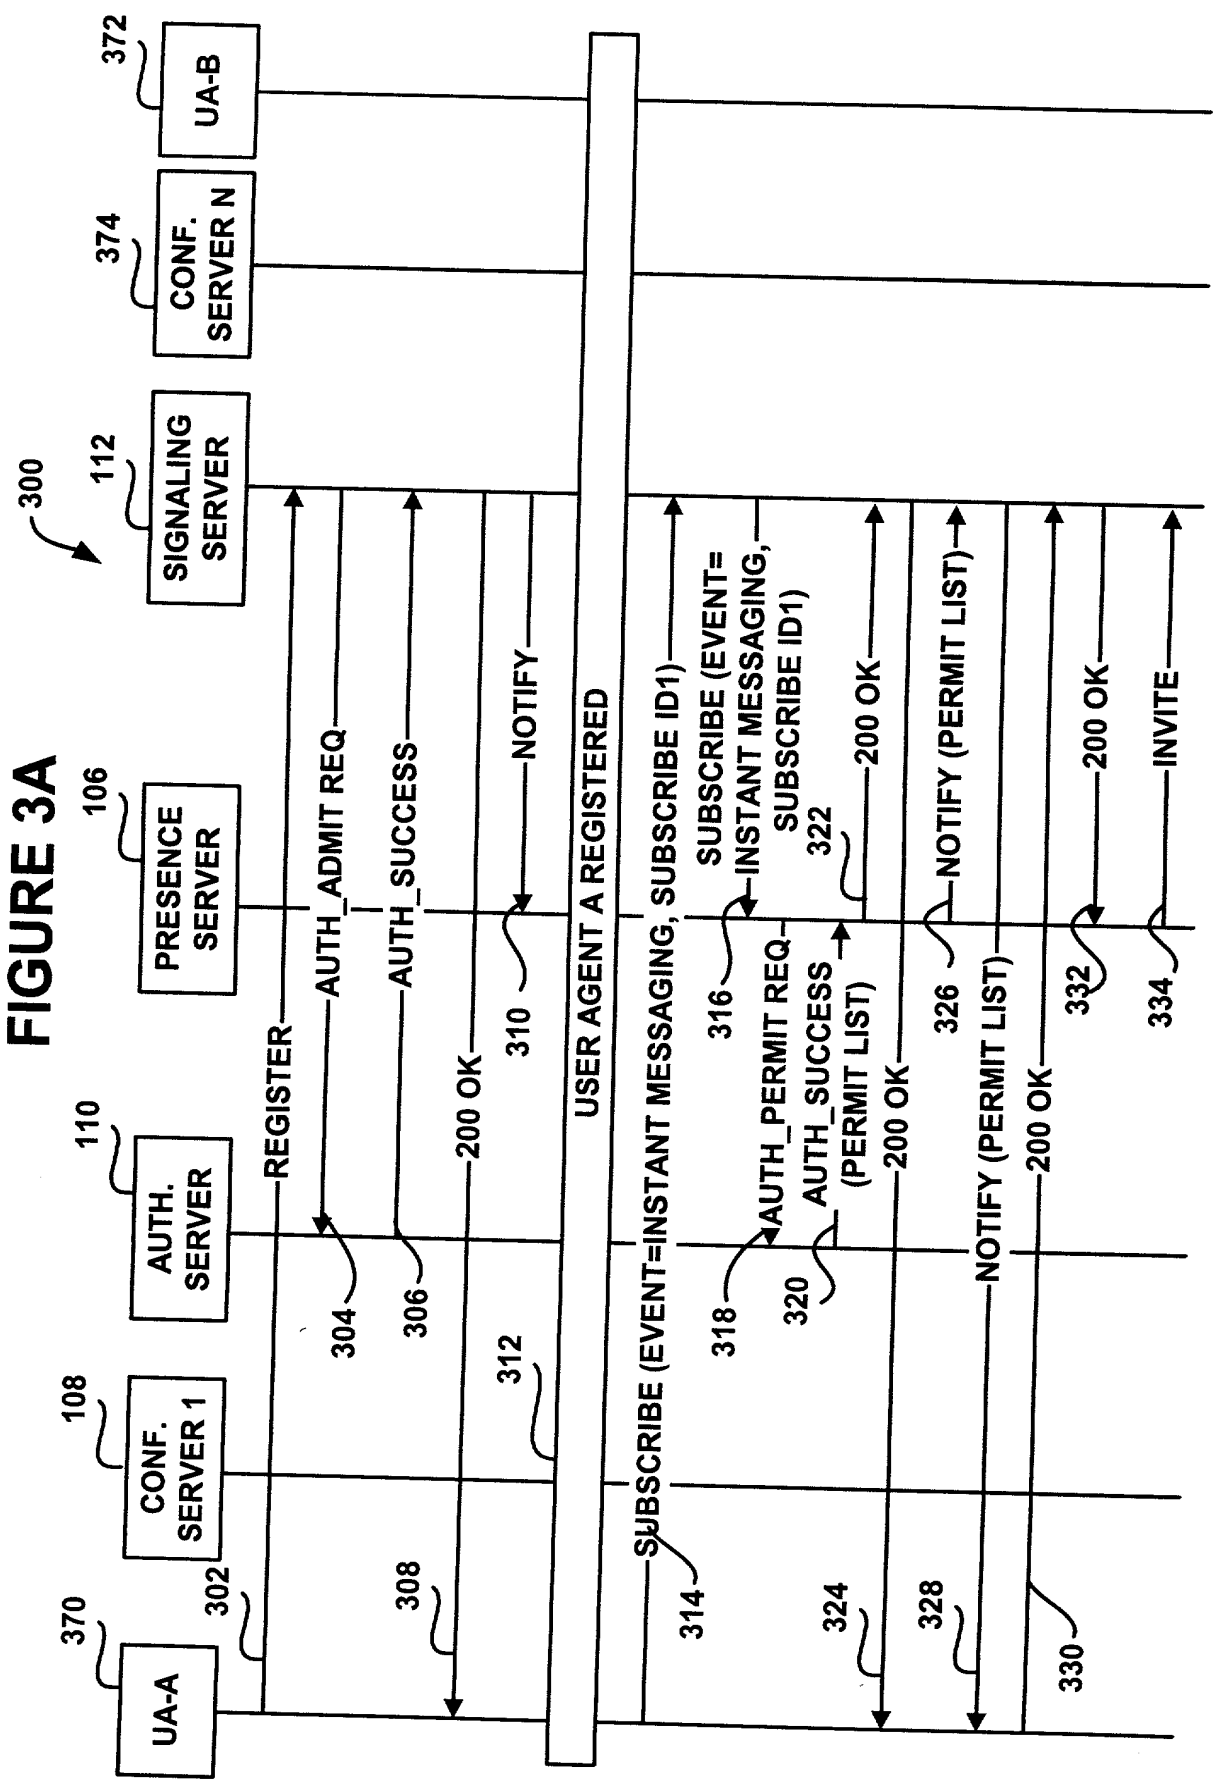 FIGURE 3A
300
370
108
110
106
112
374
372
UA-A
CONF.
SERVER 1
AUTH.
SERVER
PRESENCE
SERVER
SIGNALING
SERVER
CONF.
SERVER N
UA-B
302
REGISTER
304
AUTH_ADMIT REQ
306
AUTH_SUCCESS
308
200 OK
310
NOTIFY
312
USER AGENT A REGISTERED
314
SUBSCRIBE (EVENT=INSTANT MESSAGING, SUBSCRIBE ID1)
316
SUBSCRIBE (EVENT=
INSTANT MESSAGING,
SUBSCRIBE ID1)
318
AUTH_PERMIT REQ
320
AUTH_SUCCESS
(PERMIT LIST)
322
200 OK
324
200 OK
326
NOTIFY (PERMIT LIST)
328
NOTIFY (PERMIT LIST)
330
200 OK
332
200 OK
334
INVITE